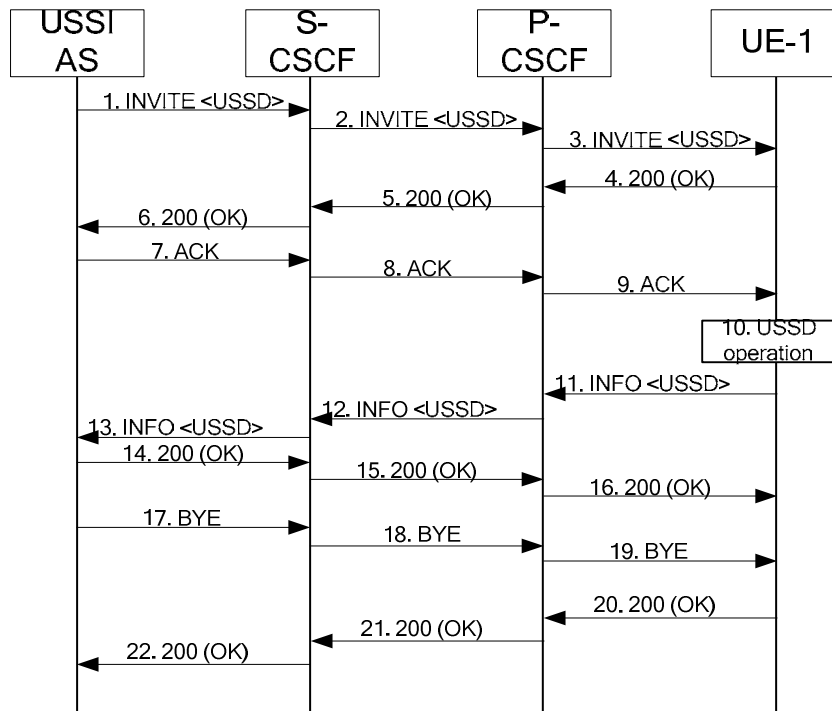 USSI
AS
S-
CSCF
P-
CSCF
UE-1
1. INVITE <USSD>
2. INVITE <USSD>
3. INVITE <USSD>
4. 200 (OK)
5. 200 (OK)
6. 200 (OK)
7. ACK
8. ACK
9. ACK
10. USSD
operation
11. INFO <USSD>
12. INFO <USSD>
13. INFO <USSD>
14. 200 (OK)
15. 200 (OK)
16. 200 (OK)
17. BYE
18. BYE
19. BYE
20. 200 (OK)
21. 200 (OK)
22. 200 (OK)